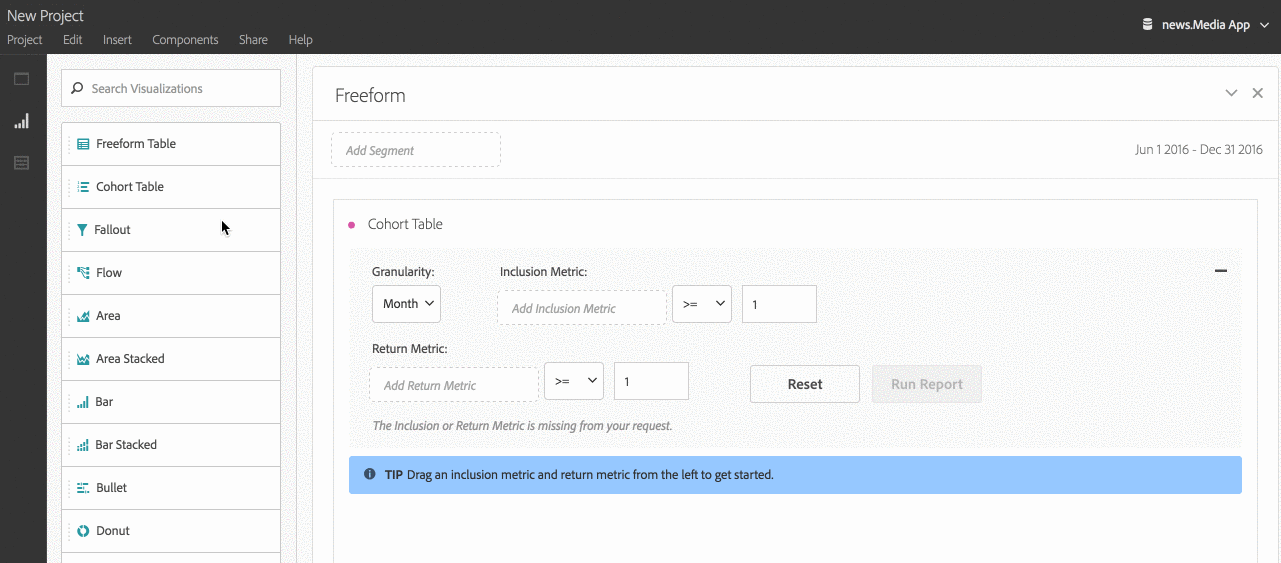 New Project
Project Edit Insert Components Share Help
news.Media App
Search Visualizations
Freeform Table
Cohort Table
Fallout
Flow
Area
Area Stacked
Bar
Bar Stacked
Bullet
Donut
Freeform
Add Segment
Jun 1 2016 - Dec 31 2016
Cohort Table
Granularity: Inclusion Metric:
Month Add Inclusion Metric >= 1
Return Metric:
Add Return Metric >= 1 Reset Run Report
The Inclusion or Return Metric is missing from your request.
TIP Drag an inclusion metric and return metric from the left to get started.